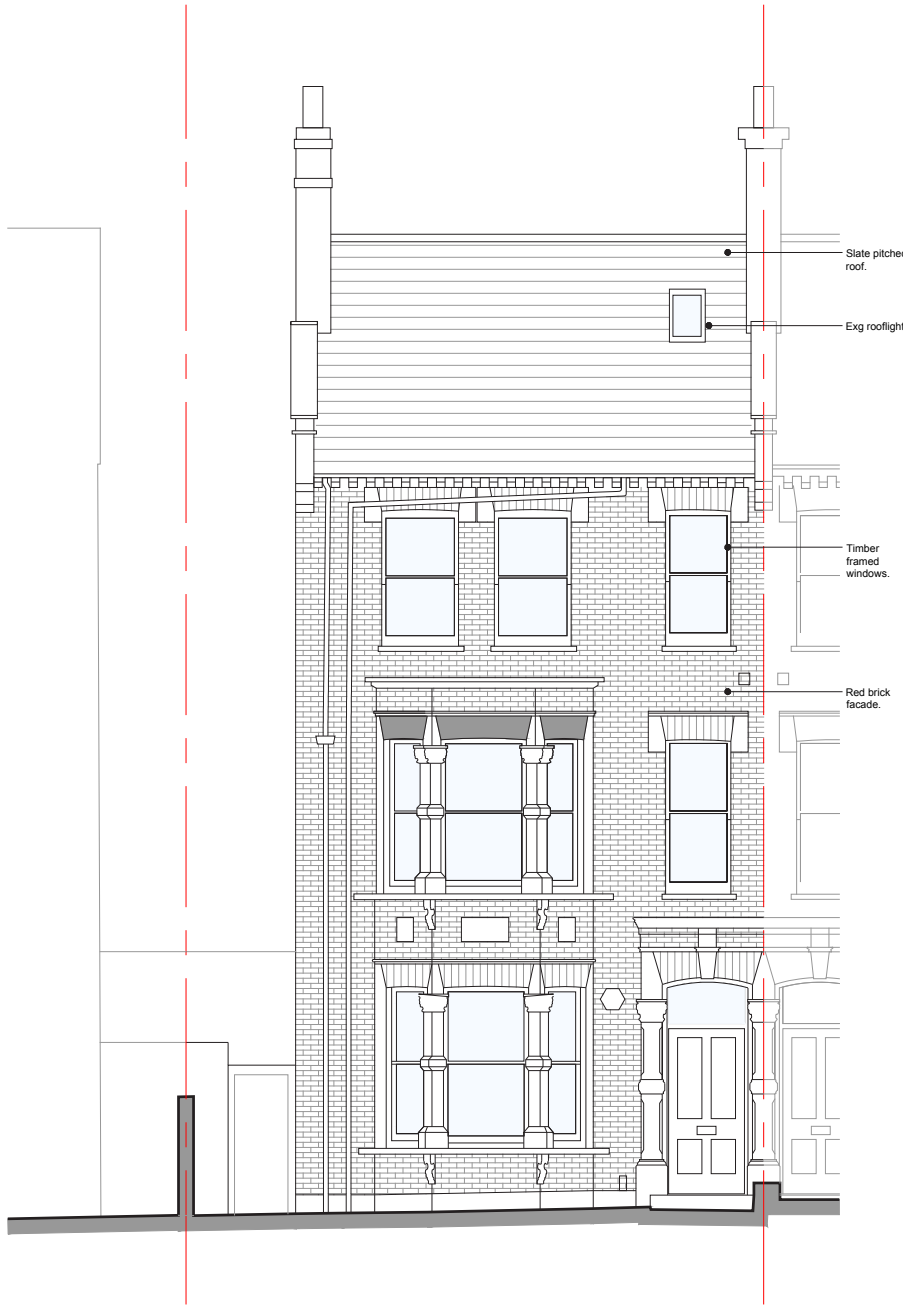 Slate pitched
roof.
Exg rooflight
Timber
framed
windows.
Red brick
facade.